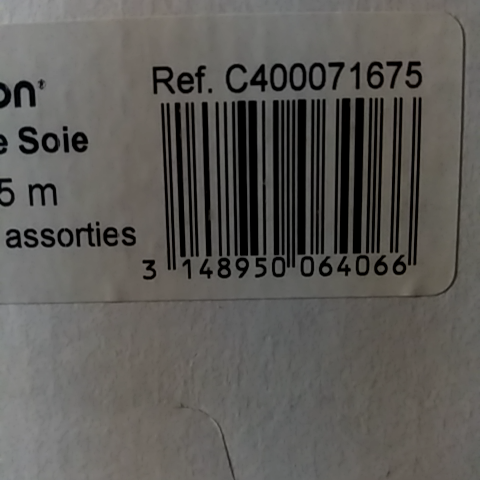 on®
Ref. C400071675
Soie
5 m
assorties
3 148950 064066